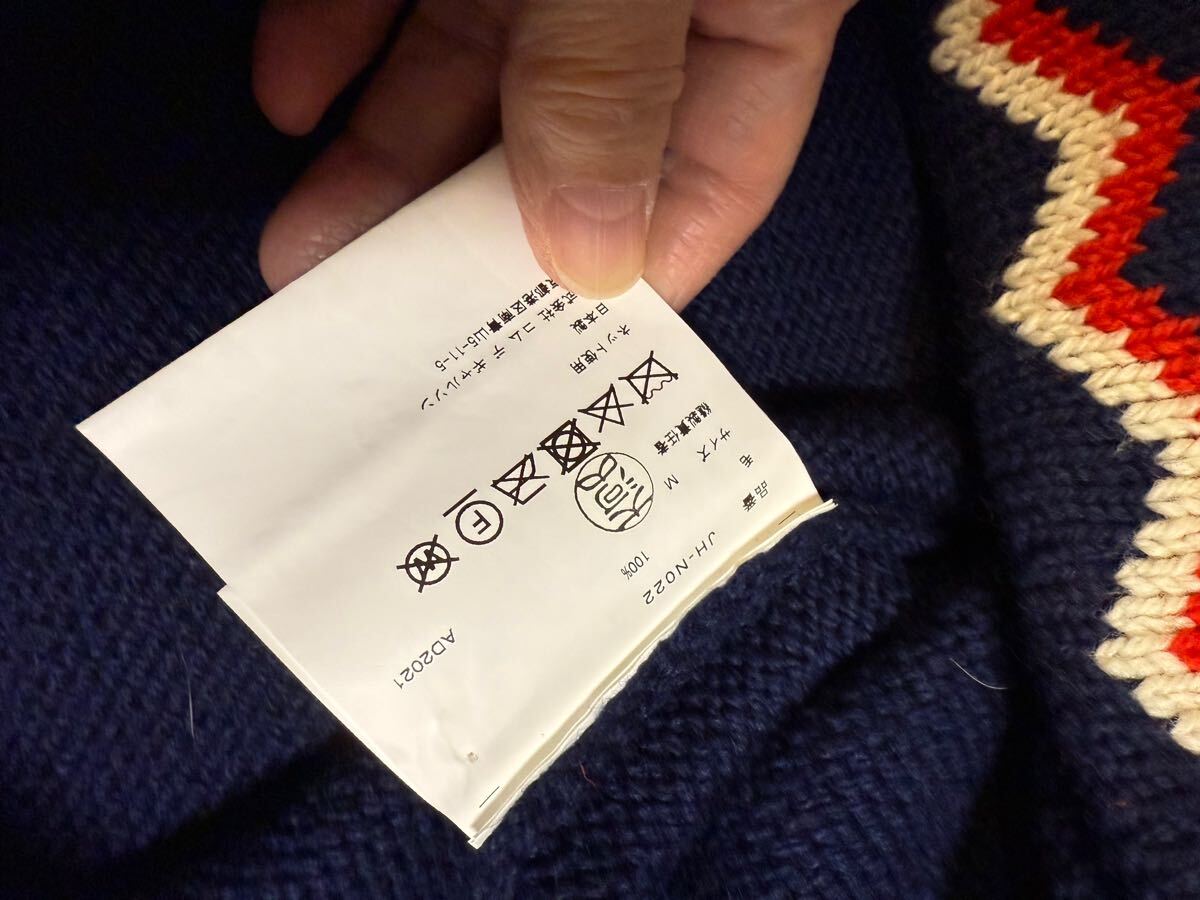 品番 JH-N022
毛 100%
サイズ M
縫製責任者
ネット使用
日本製
式会社 コム デ ギャルソン
京都港区南青山5-11-5
F
W
AD2021